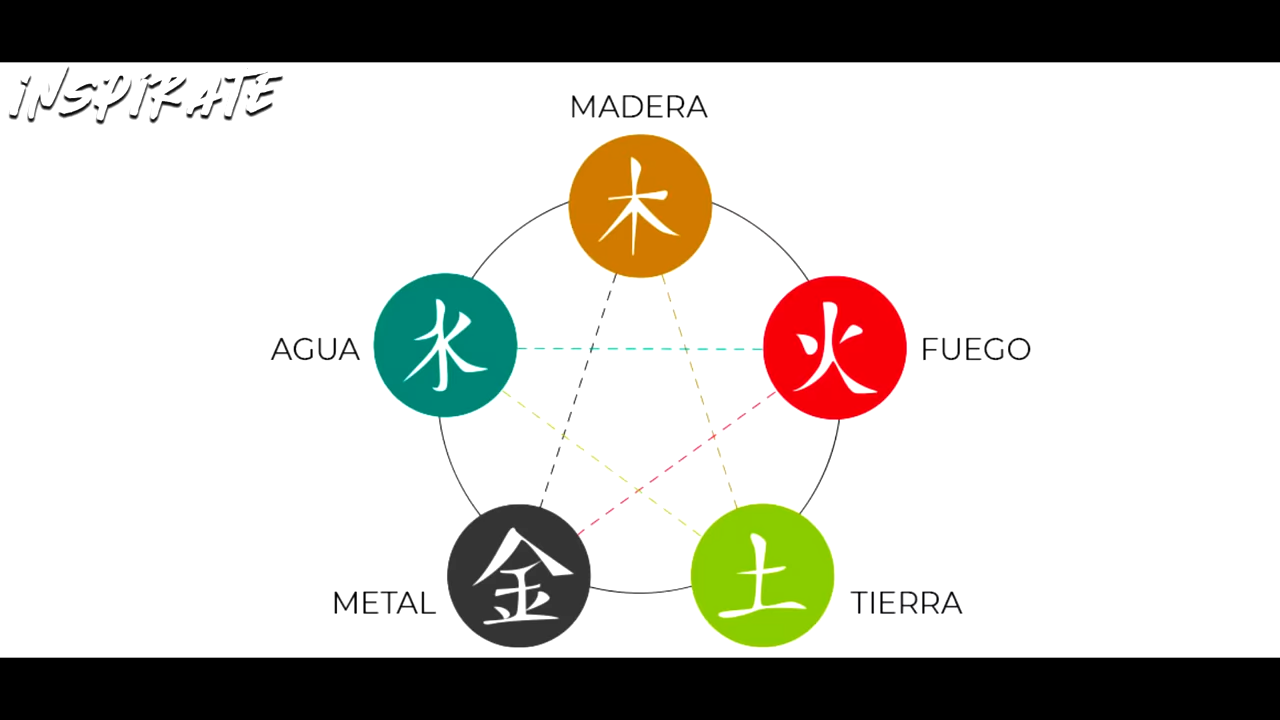 INSPIRATE
MADERA
木
AGUA
水
火
FUEGO
METAL
金
土
TIERRA